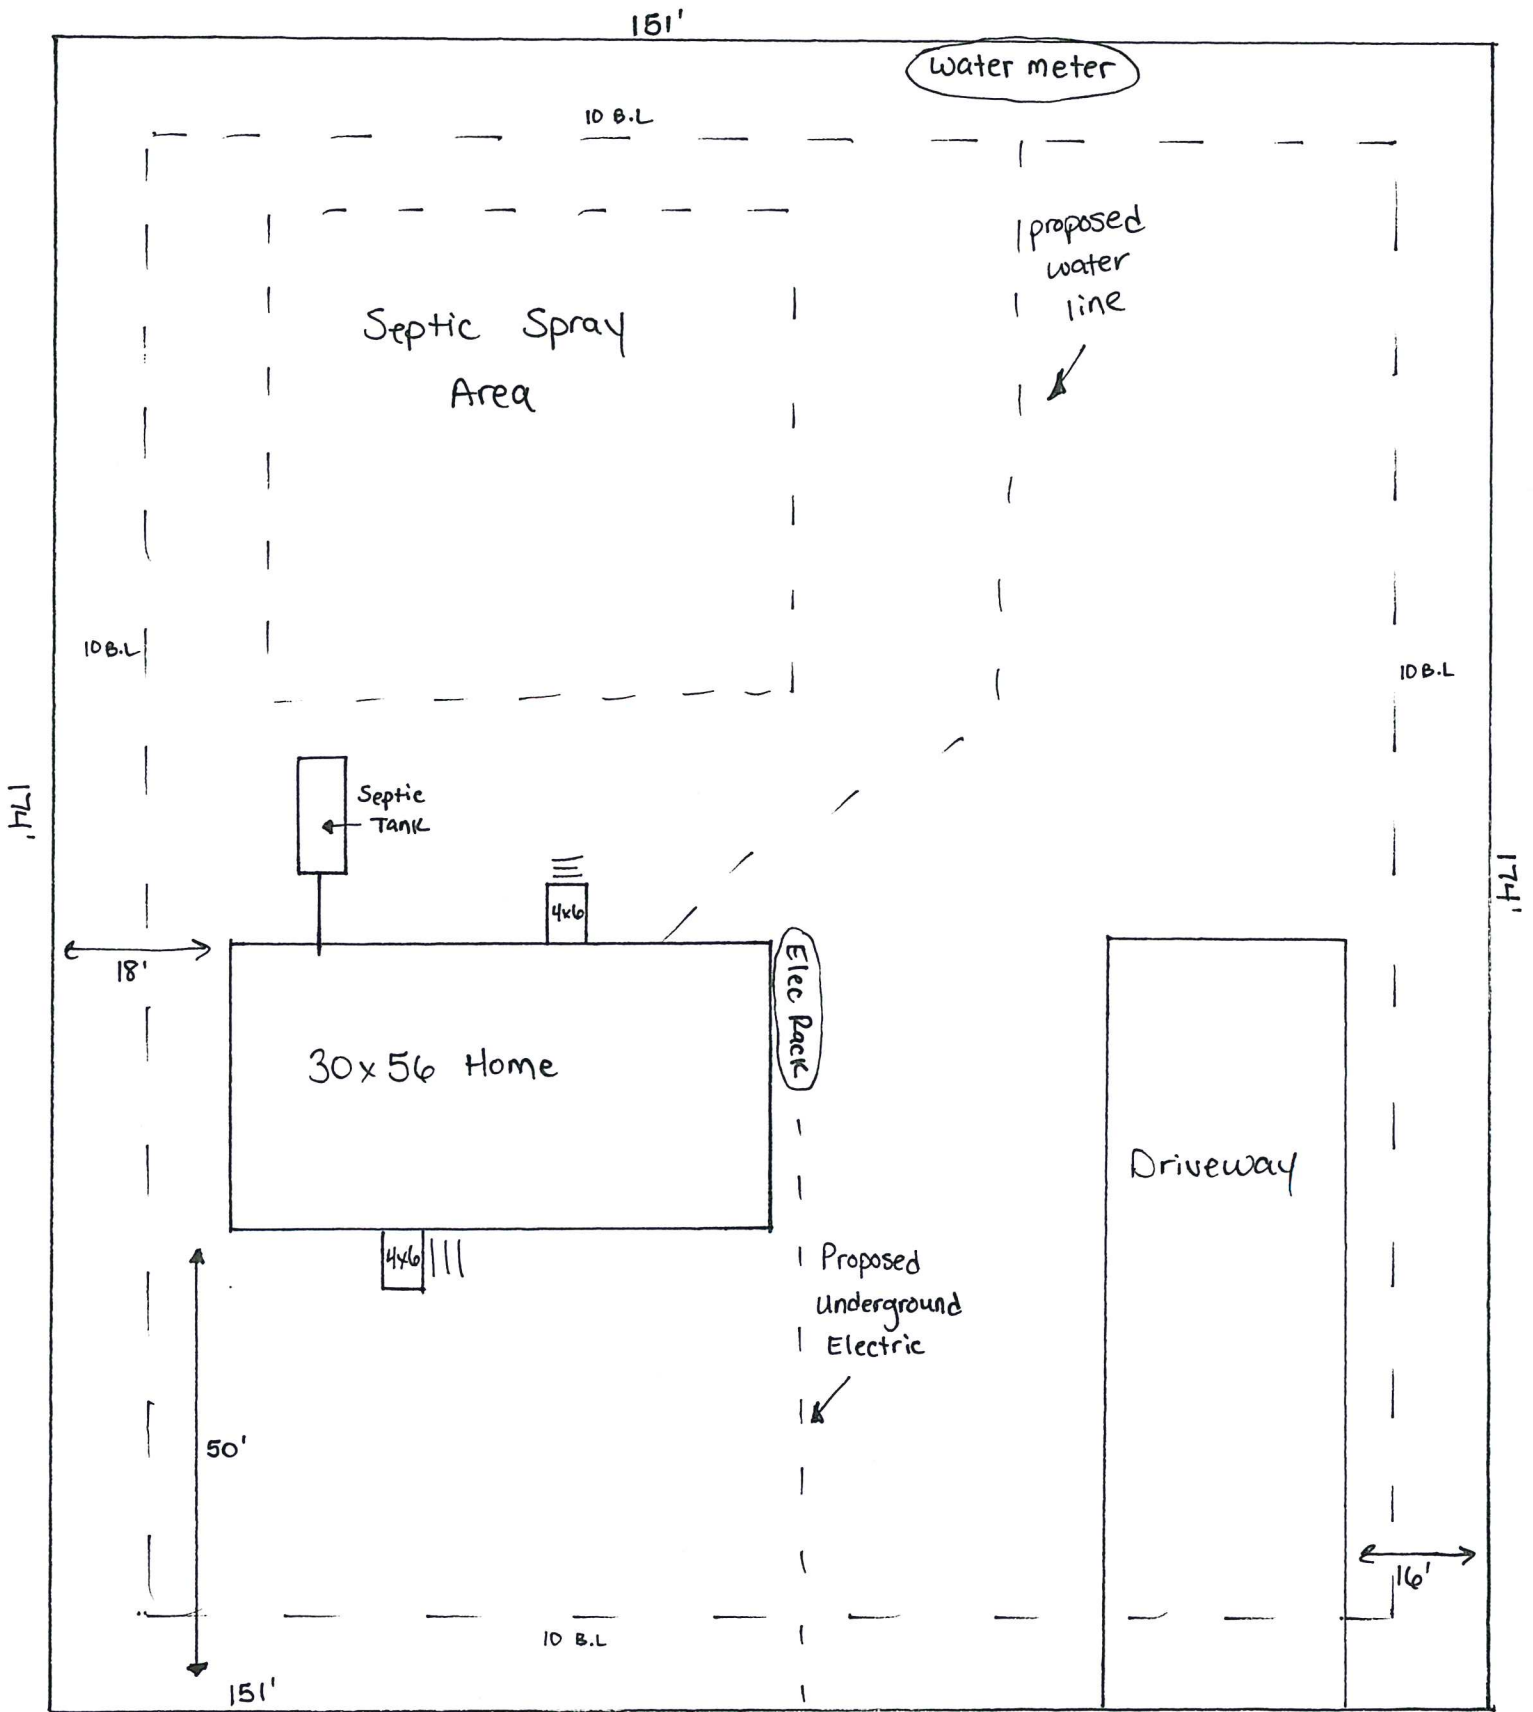 151'
water meter
10 B.L
proposed
water
line
Septic Spray
Area
10 B.L
10 B.L
174'
Septic
Tank
174'
4x6
18'
Elec Rack
30x56 Home
Driveway
4x6
Proposed
Underground
Electric
50'
16'
10 B.L
151'